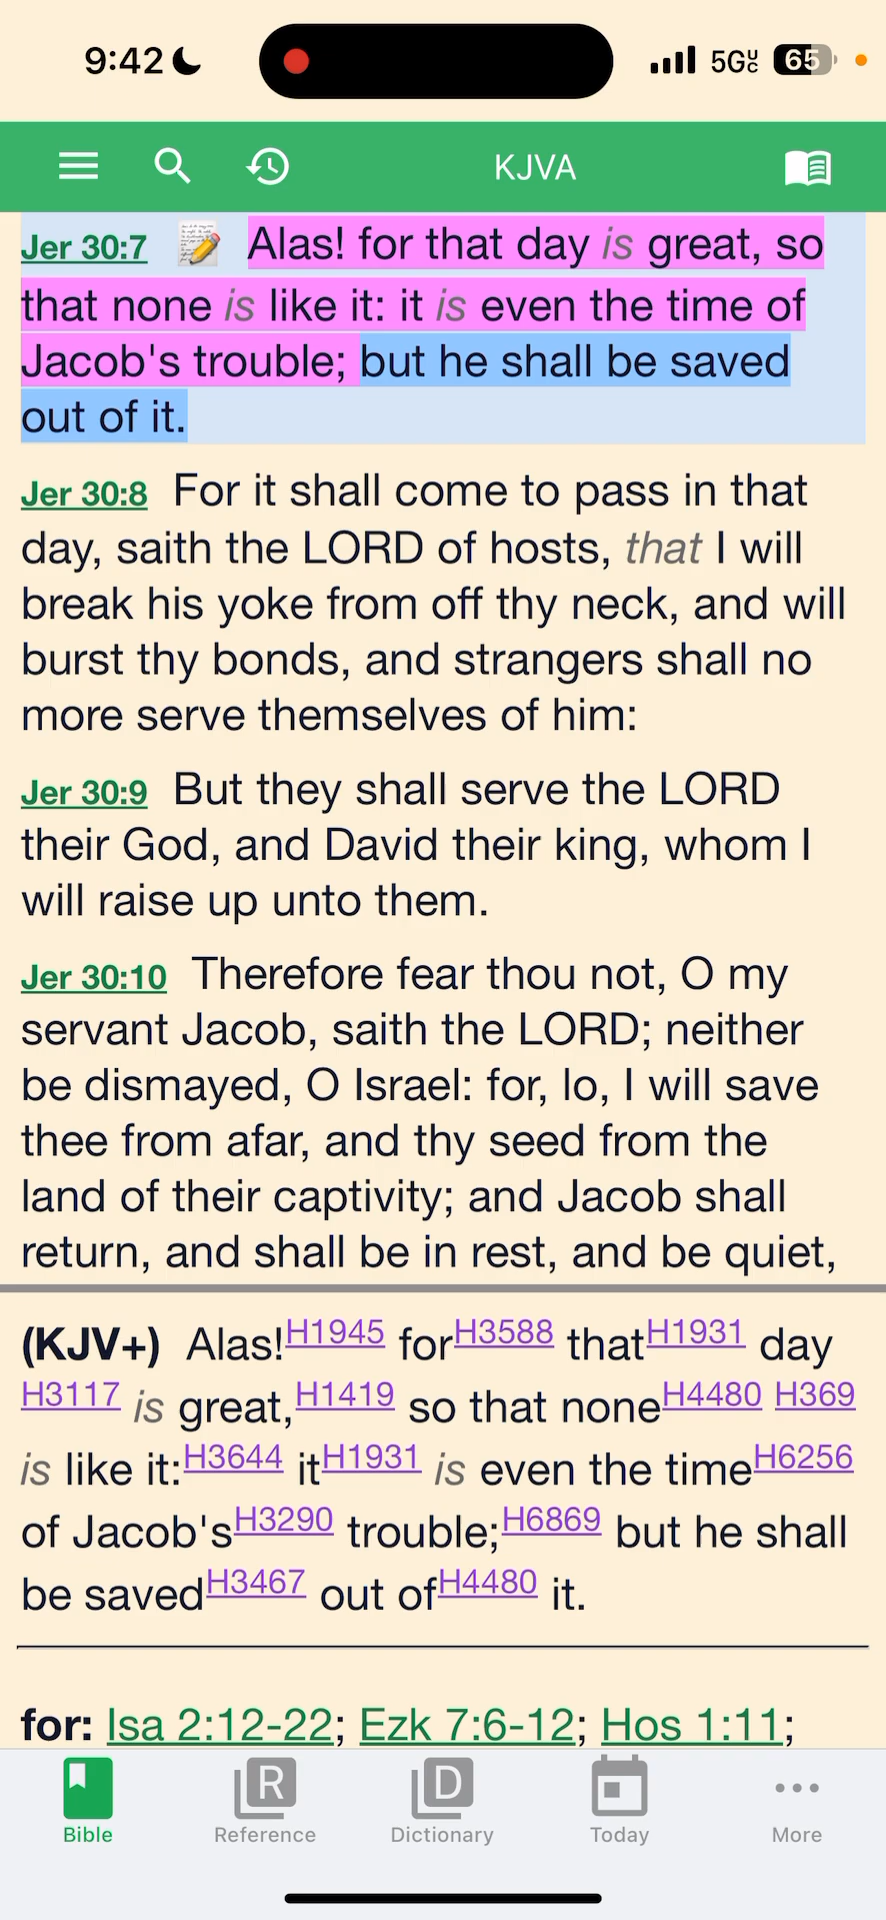 9:42
5G UC
65
KJVA
Jer 30:7 Alas! for that day is great, so
that none is like it: it is even the time of
Jacob's trouble; but he shall be saved
out of it.
Jer 30:8 For it shall come to pass in that
day, saith the LORD of hosts, that I will
break his yoke from off thy neck, and will
burst thy bonds, and strangers shall no
more serve themselves of him:
Jer 30:9 But they shall serve the LORD
their God, and David their king, whom I
will raise up unto them.
Jer 30:10 Therefore fear thou not, O my
servant Jacob, saith the LORD; neither
be dismayed, O Israel: for, lo, I will save
thee from afar, and thy seed from the
land of their captivity; and Jacob shall
return, and shall be in rest, and be quiet,
(KJV+) Alas!H1945 forH3588 thatH1931 day
H3117 is great,H1419 so that noneH4480 H369
is like it:H3644 itH1931 is even the timeH6256
of Jacob'sH3290 trouble;H6869 but he shall
be savedH3467 out ofH4480 it.
for: Isa 2:12-22; Ezk 7:6-12; Hos 1:11;
R
D
Bible
Reference
Dictionary
Today
More